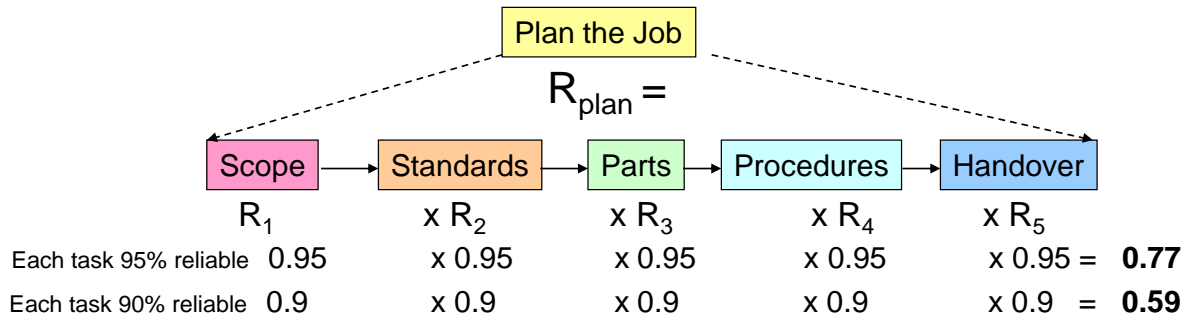 Plan the Job
R_plan =
Scope Standards Parts Procedures Handover
R₁ x R₂ x R₃ x R₄ x R₅
Each task 95% reliable 0.95 x 0.95 x 0.95 x 0.95 x 0.95 = 0.77
Each task 90% reliable 0.9 x 0.9 x 0.9 x 0.9 x 0.9 = 0.59